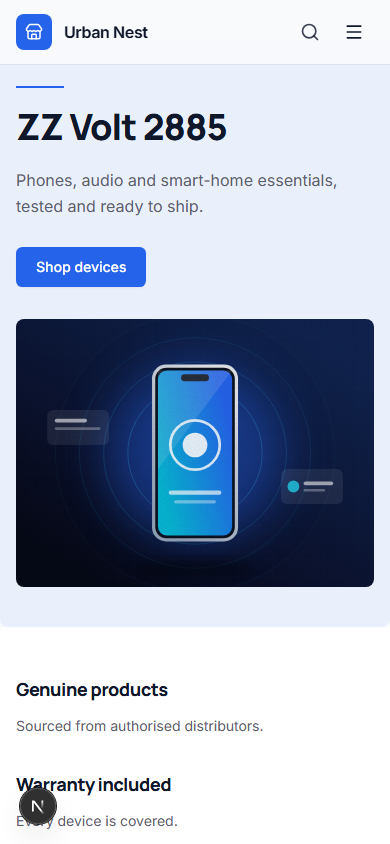 Urban Nest
ZZ Volt 2885
Phones, audio and smart-home essentials,
tested and ready to ship.
Shop devices
Genuine products
Sourced from authorised distributors.
Warranty included
Every device is covered.
N